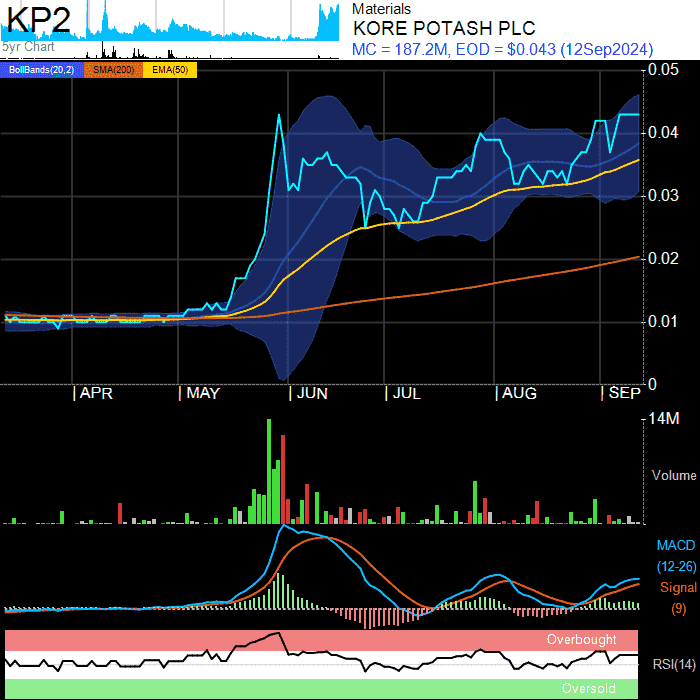 KP2
5yr Chart
Materials
KORE POTASH PLC
MC = 187.2M, EOD = $0.043 (12Sep2024)
BollBands(20,2) SMA(200) EMA(50)
0.05
0.04
0.03
0.02
0.01
0
APR MAY JUN JUL AUG SEP
14M
Volume
MACD
(12-26)
Signal
(9)
Overbought
RSI(14)
Oversold